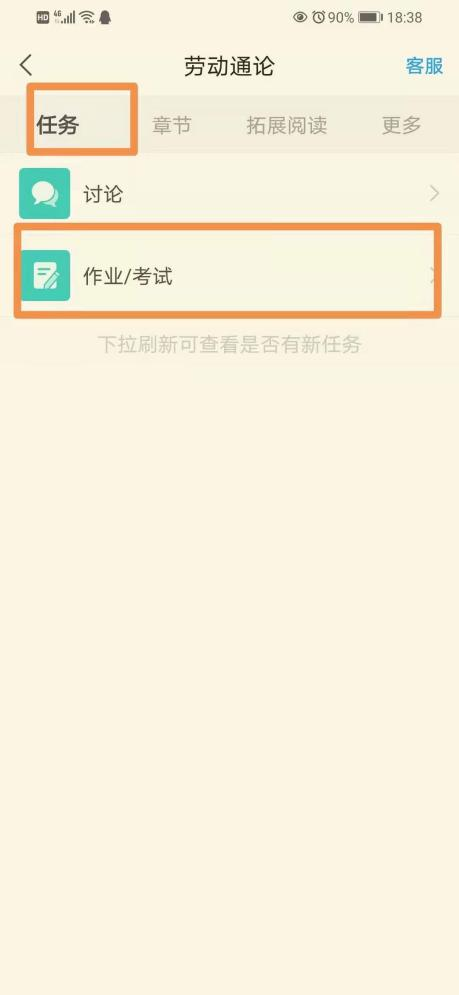 HD 4G 90% 18:38
劳动通论 客服
任务 章节 拓展阅读 更多
讨论
作业/考试
下拉刷新可查看是否有新任务